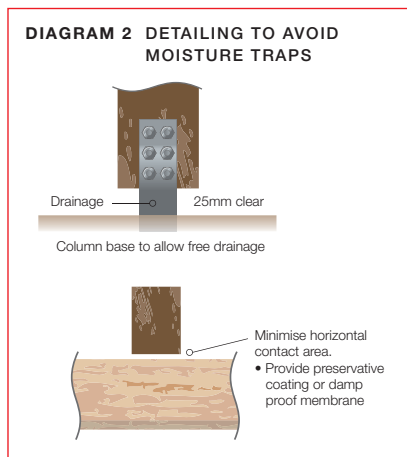 DIAGRAM 2 DETAILING TO AVOID
MOISTURE TRAPS
Drainage
25mm clear
Column base to allow free drainage
Minimise horizontal
contact area.
• Provide preservative
coating or damp
proof membrane